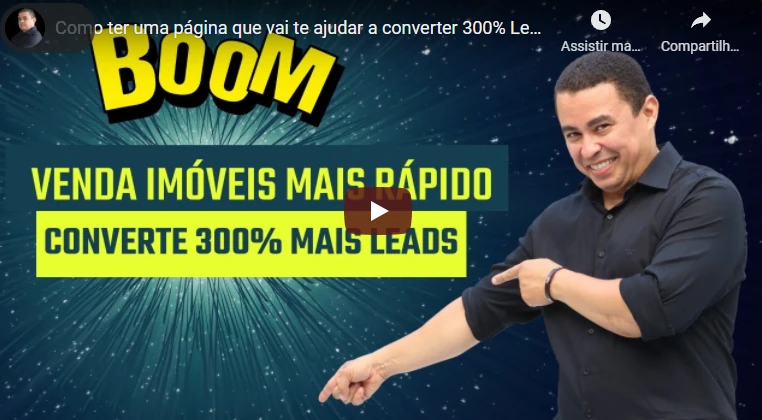 Como ter uma página que vai te ajudar a converter 300% Le...
Assistir ma...
Compartilh...
BOOM
VENDA IMÓVEIS MAIS RÁPIDO
CONVERTE 300% MAIS LEADS